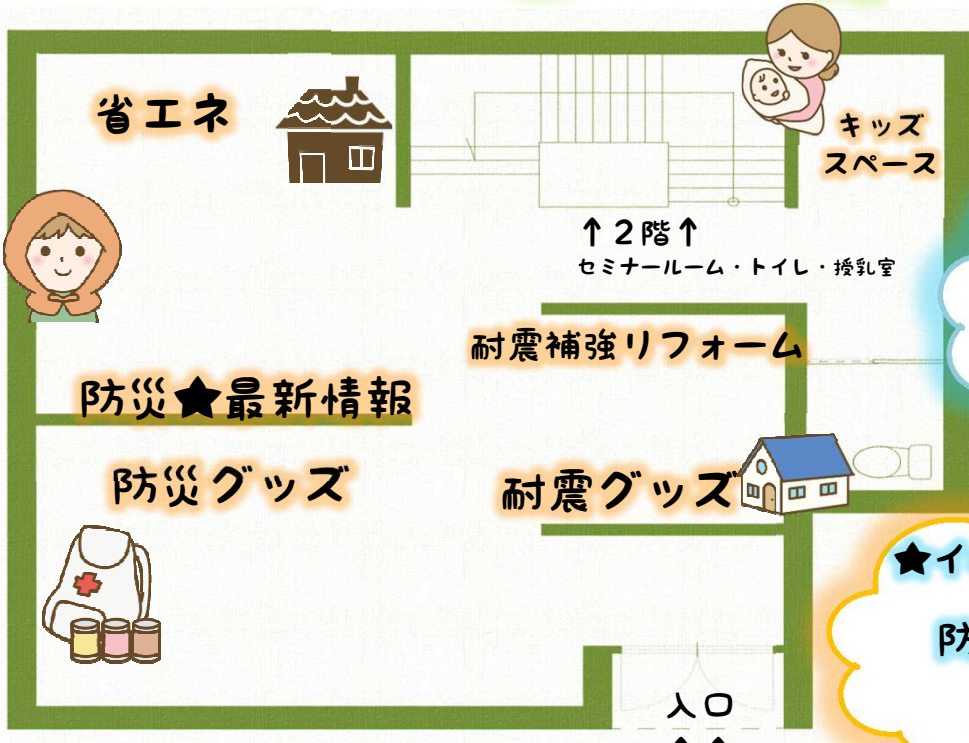 省エネ
キッズ
スペース
↑2階↑
セミナールーム・トイレ・授乳室
耐震補強リフォーム
防災★最新情報
防災グッズ
耐震グッズ
★イ
防
入口